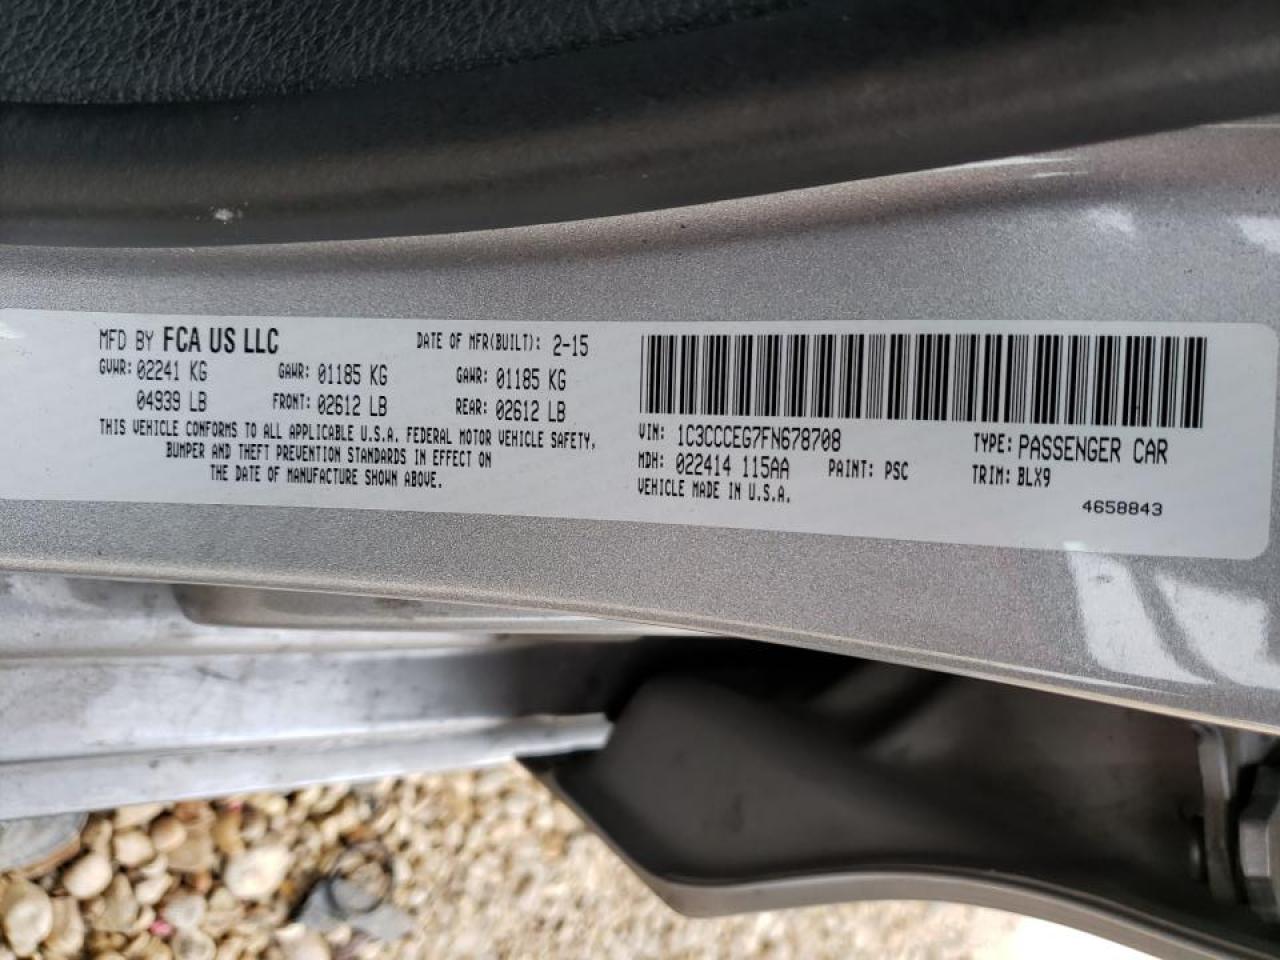 MFD BY FCA US LLC DATE OF MFR(BUILT): 2-15
GVWR: 02241 KG GAWR: 01185 KG GAWR: 01185 KG
04939 LB FRONT: 02612 LB REAR: 02612 LB
THIS VEHICLE CONFORMS TO ALL APPLICABLE U.S.A. FEDERAL MOTOR VEHICLE SAFETY,
BUMPER AND THEFT PREVENTION STANDARDS IN EFFECT ON
THE DATE OF MANUFACTURE SHOWN ABOVE.
VIN: 1C3CCCEG7FN678708 TYPE: PASSENGER CAR
MDH: 022414 115AA PAINT: PSC TRIM: BLX9
VEHICLE MADE IN U.S.A. 4658843